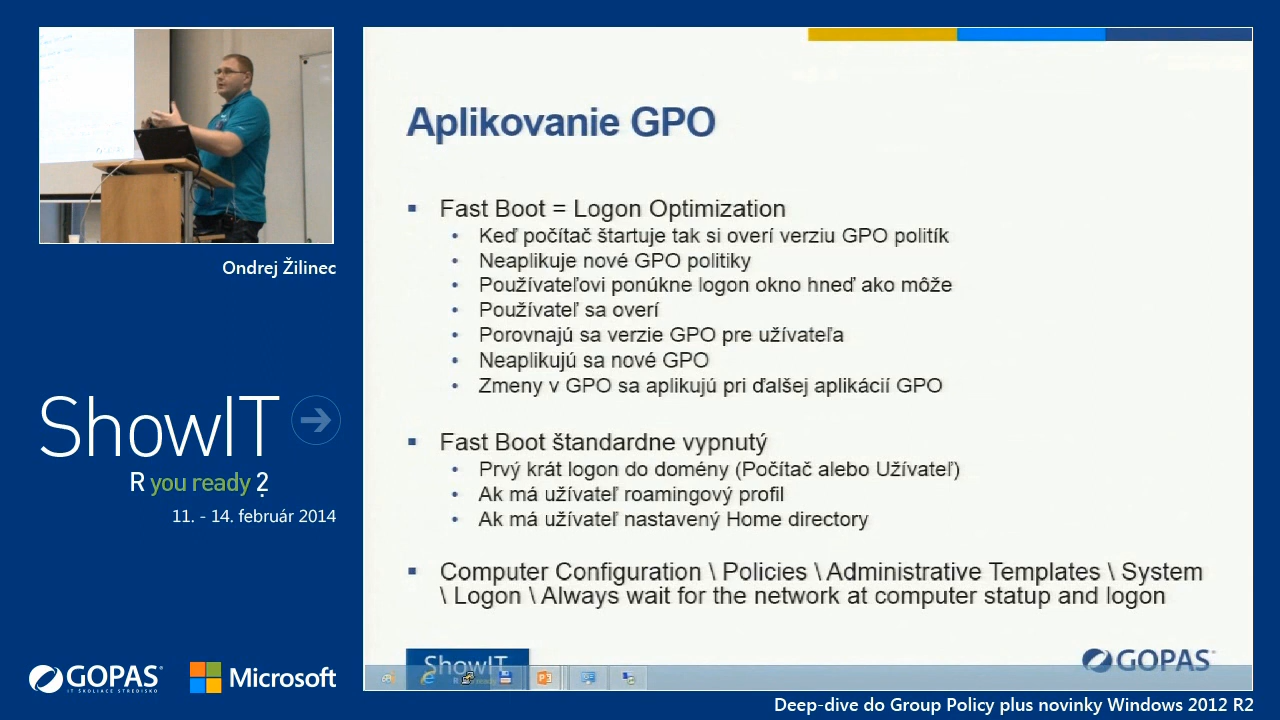 Ondrej Žilinec
ShowIT
R you ready?
11. - 14. február 2014
GOPAS
IT ŠKOLIACE STREDISKO
Microsoft
Aplikovanie GPO
Fast Boot = Logon Optimization
Keď počítač štartuje tak si overí verziu GPO politík
Neaplikuje nové GPO politiky
Používateľovi ponúkne logon okno hneď ako môže
Používateľ sa overí
Porovnajú sa verzie GPO pre užívateľa
Neaplikujú sa nové GPO
Zmeny v GPO sa aplikujú pri ďalšej aplikácií GPO
Fast Boot štandardne vypnutý
Prvý krát logon do domény (Počítač alebo Užívateľ)
Ak má užívateľ roamingový profil
Ak má užívateľ nastavený Home directory
Computer Configuration \ Policies \ Administrative Templates \ System
\ Logon \ Always wait for the network at computer statup and logon
ShowIT
GOPAS
Deep-dive do Group Policy plus novinky Windows 2012 R2